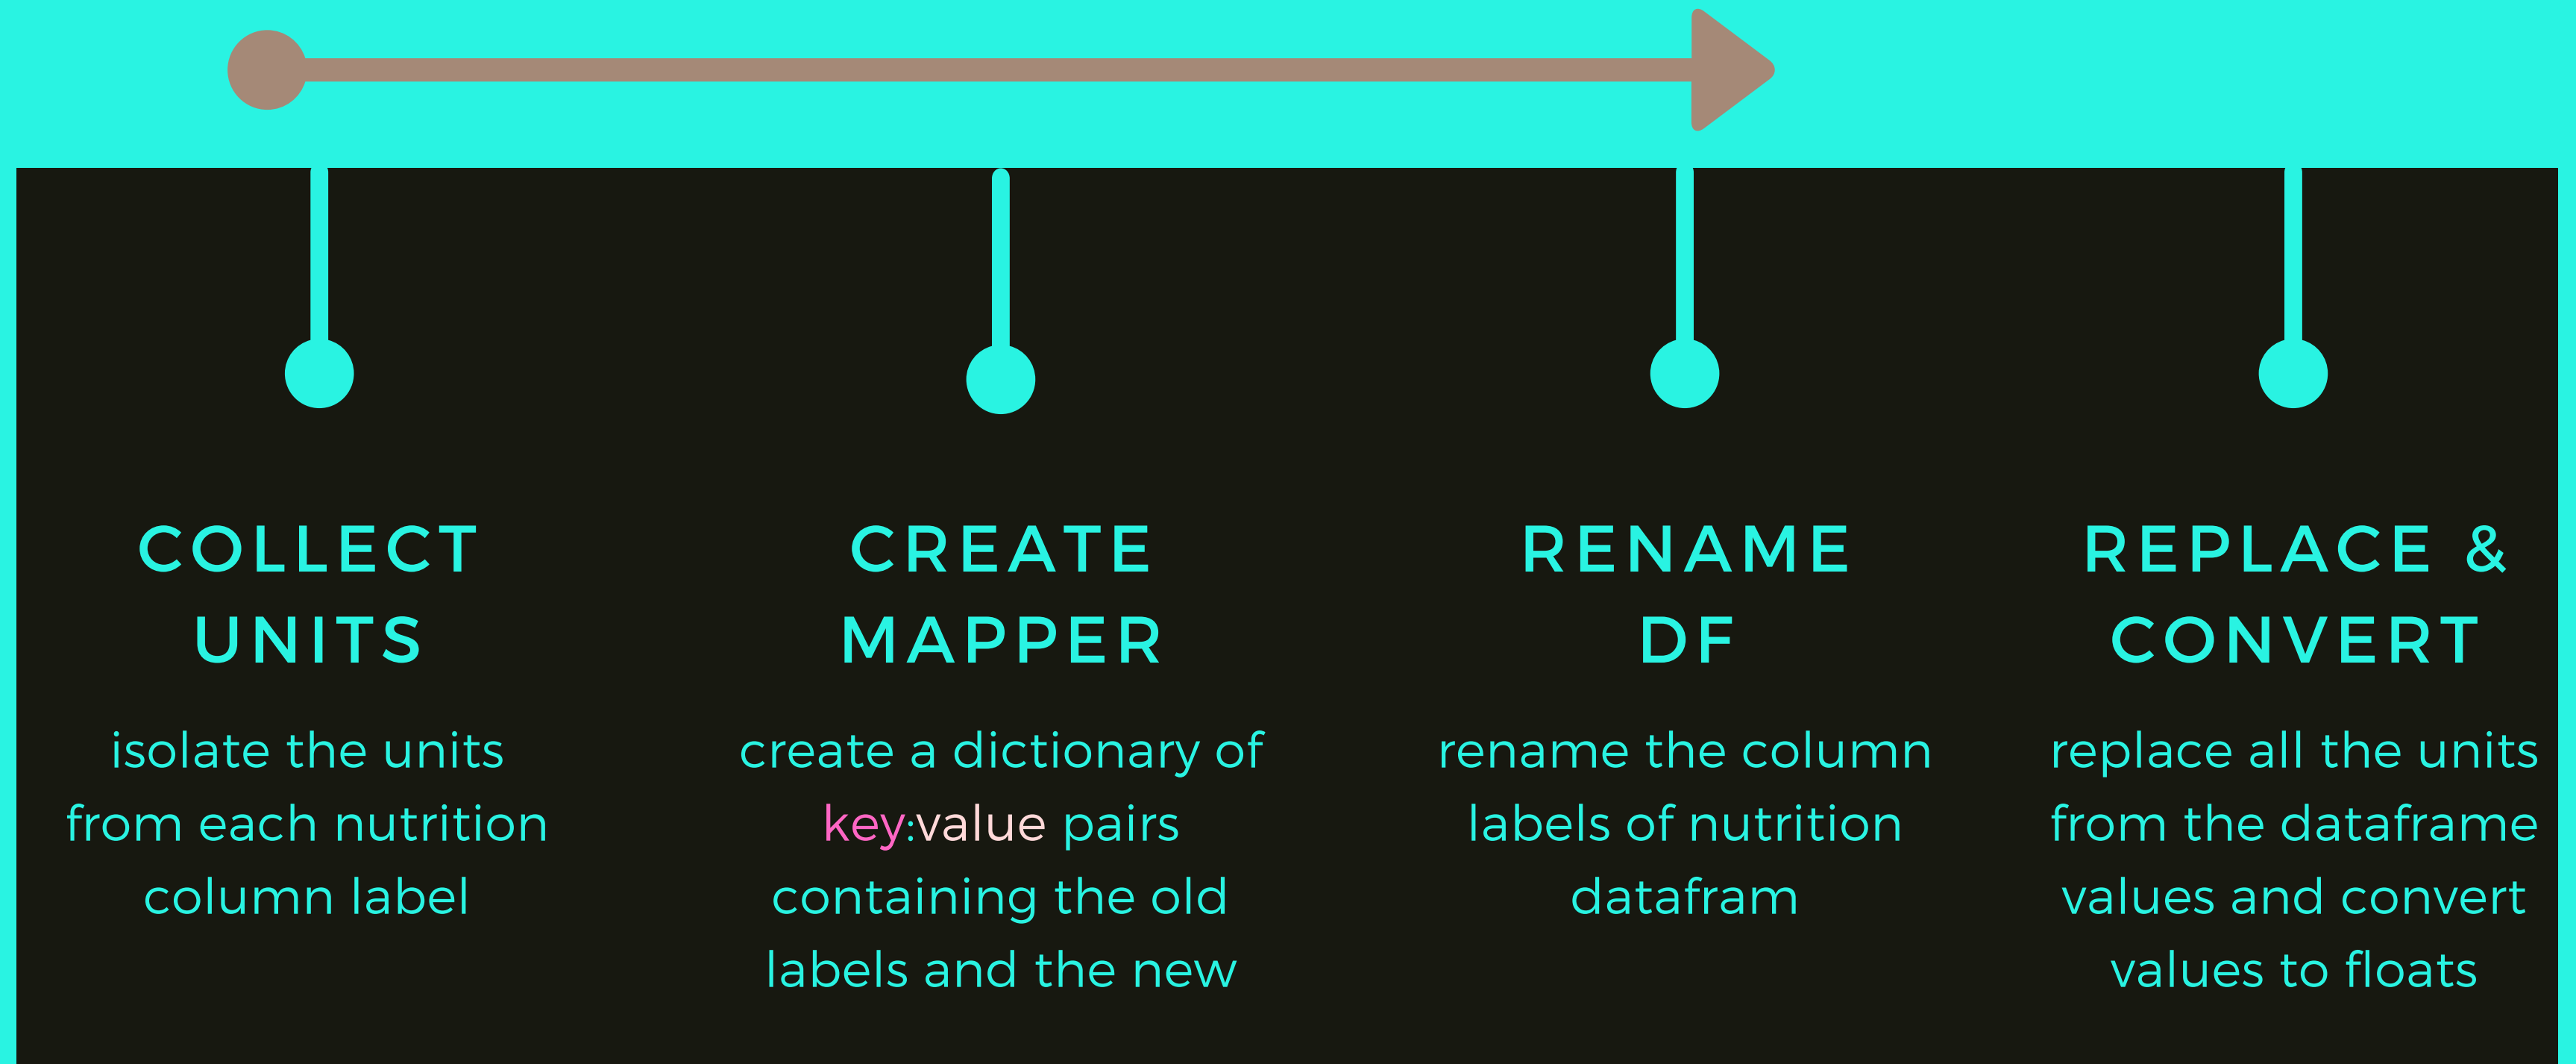 COLLECT
UNITS
isolate the units
from each nutrition
column label
CREATE
MAPPER
create a dictionary of
key:value pairs
containing the old
labels and the new
RENAME
DF
rename the column
labels of nutrition
datafram
REPLACE &
CONVERT
replace all the units
from the dataframe
values and convert
values to floats